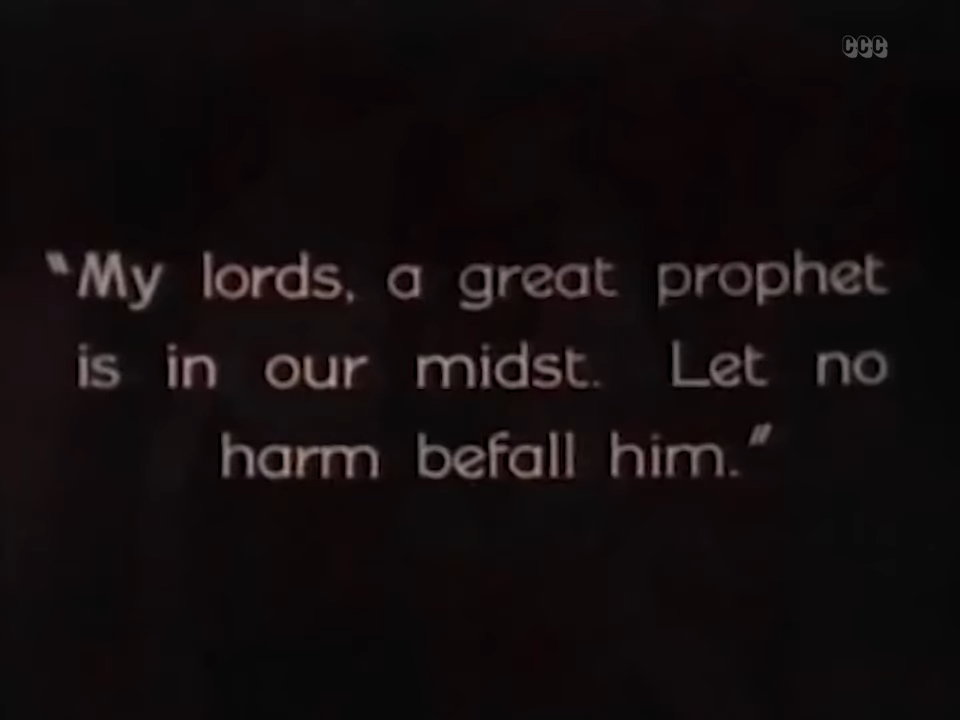 CCC
"My lords, a great prophet
is in our midst. Let no
harm befall him."